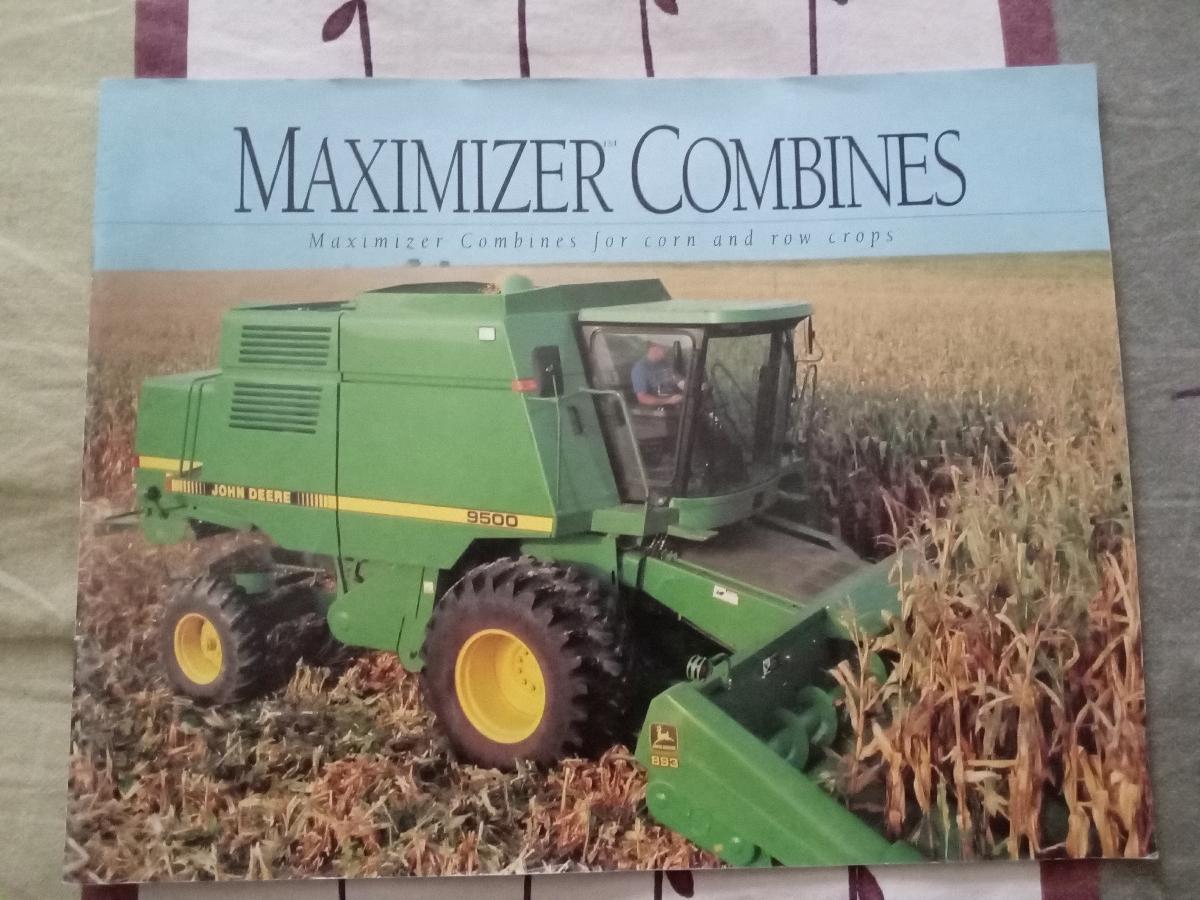 MAXIMIZER™ COMBINES
Maximizer Combines for corn and row crops
JOHN DEERE
9500
893